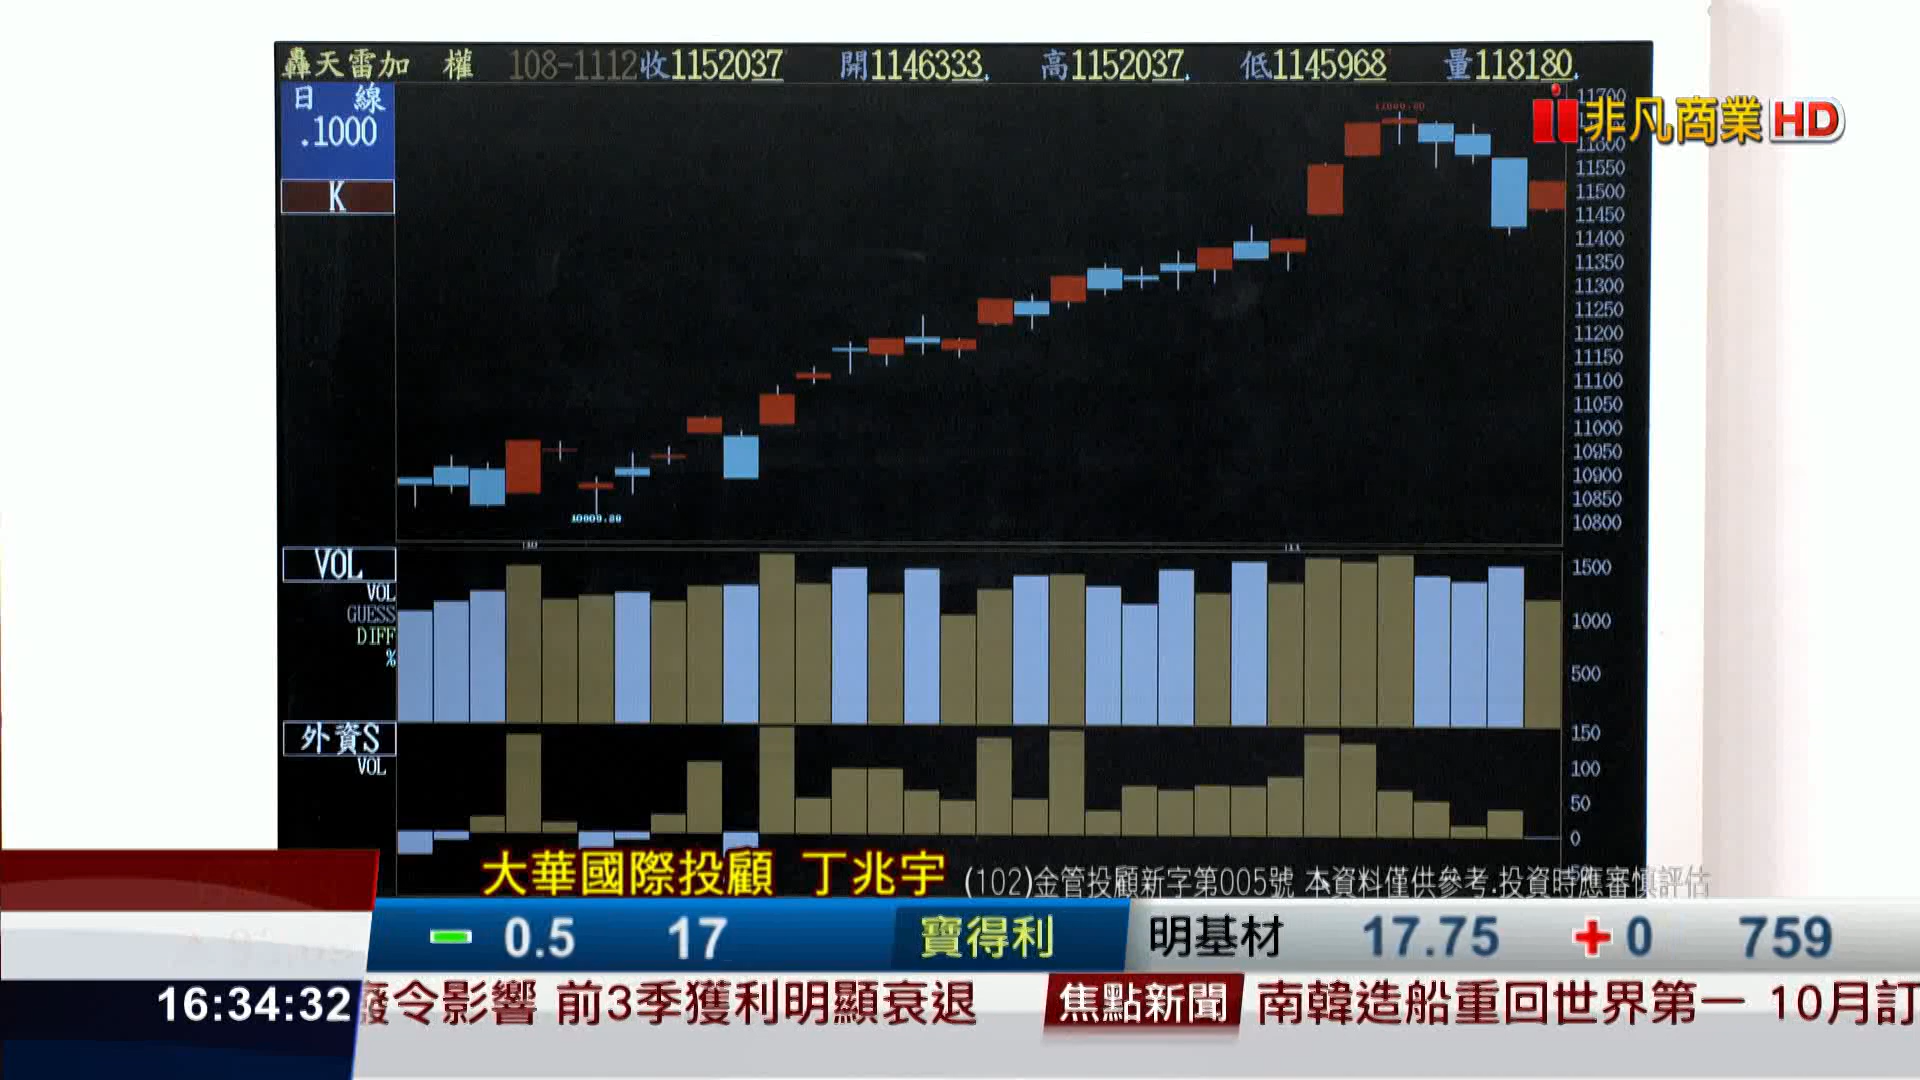 轟天雷加 權 108-1112收1152037 開1146333 高1152037 低1145968 量118180
日 線
.1000
K
11700
非凡商業HD
11550
11500
11450
11400
11350
11300
11250
11200
11150
11100
11050
11000
10950
10900
10850
10800
10
11
VOL
VOL
GUESS
DIFF
%
1500
1000
500
外資S
VOL
150
100
50
0
大華國際投顧 丁兆宇 (102)金管投顧新字第005號 本資料僅供參考.投資時應審慎評估
0.5 17 寶得利 明基材 17.75 +0 759
16:34:32 廢令影響 前3季獲利明顯衰退 焦點新聞 南韓造船重回世界第一 10月訂